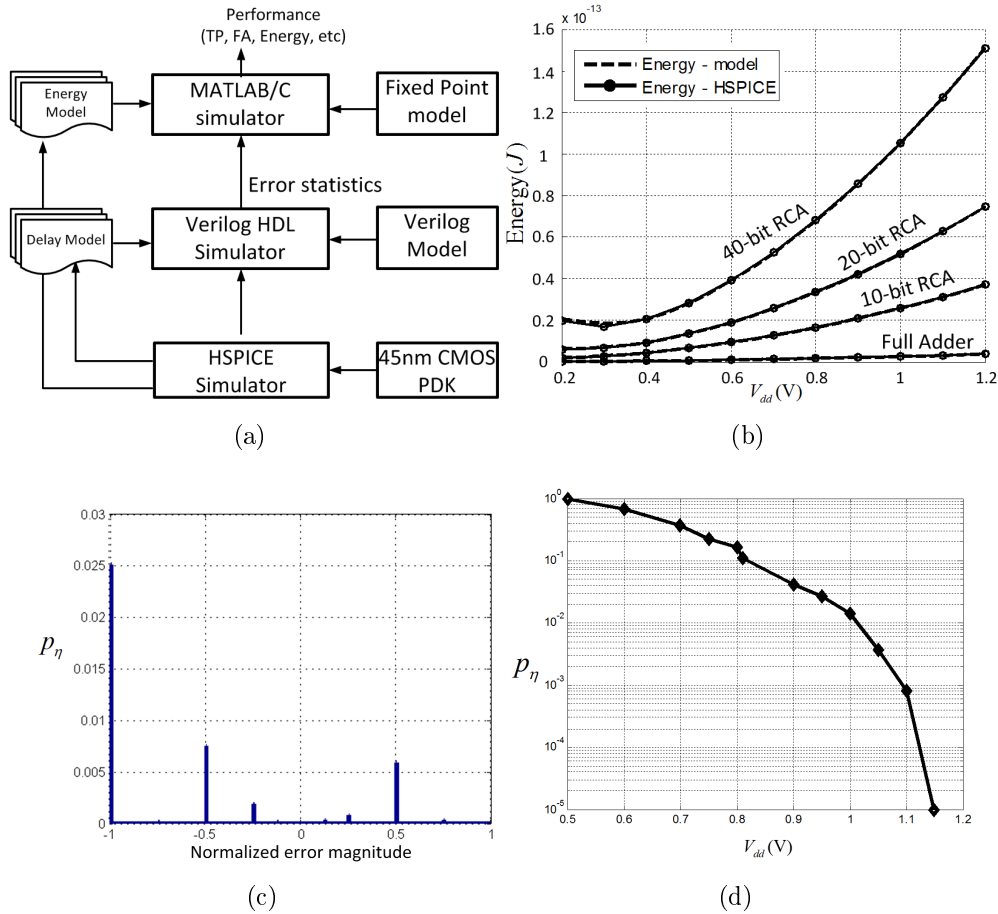 Performance
(TP, FA, Energy, etc)
Energy
Model
MATLAB/C
simulator
Fixed Point
model
Error statistics
Delay Model
Verilog HDL
Simulator
Verilog
Model
HSPICE
Simulator
45nm CMOS
PDK
(a)
x 10^-13
1.6
1.4
1.2
1
0.8
0.6
0.4
0.2
0
Energy(J)
Energy - model
Energy - HSPICE
40-bit RCA
20-bit RCA
10-bit RCA
Full Adder
0.2 0.4 0.6 0.8 1 1.2
V_dd (V)
(b)
0.03
0.025
0.02
0.015
0.01
0.005
0
p_η
-1 -0.5 0 0.5 1
Normalized error magnitude
(c)
10^0
10^-1
10^-2
10^-3
10^-4
10^-5
p_η
0.5 0.6 0.7 0.8 0.9 1 1.1 1.2
V_dd (V)
(d)